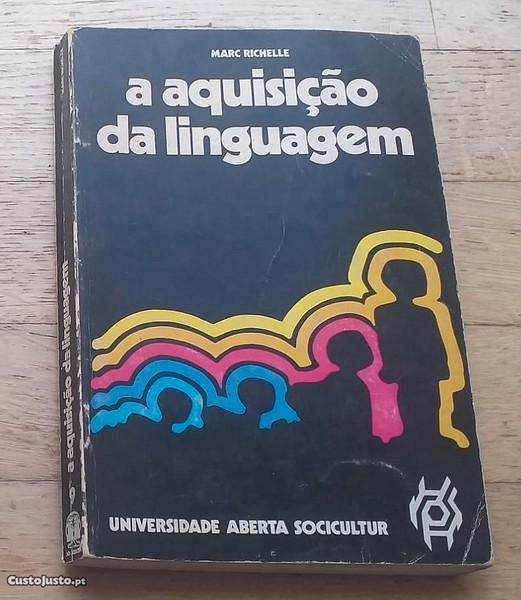 MARC RICHELLE
a aquisição
da linguagem
UNIVERSIDADE ABERTA SOCICULTUR
a aquisição da linguagem
CustoJusto.pt